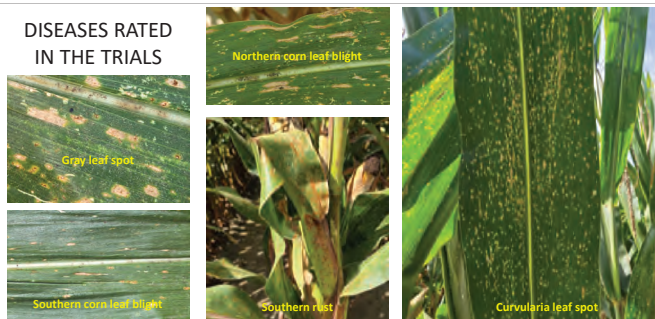 DISEASES RATED
IN THE TRIALS
Gray leaf spot
Southern corn leaf blight
Northern corn leaf blight
Southern rust
Curvularia leaf spot